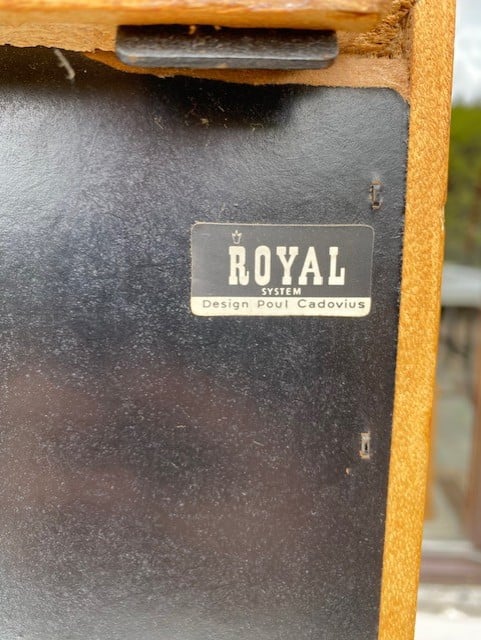 ROYAL
SYSTEM
Design Poul Cadovius